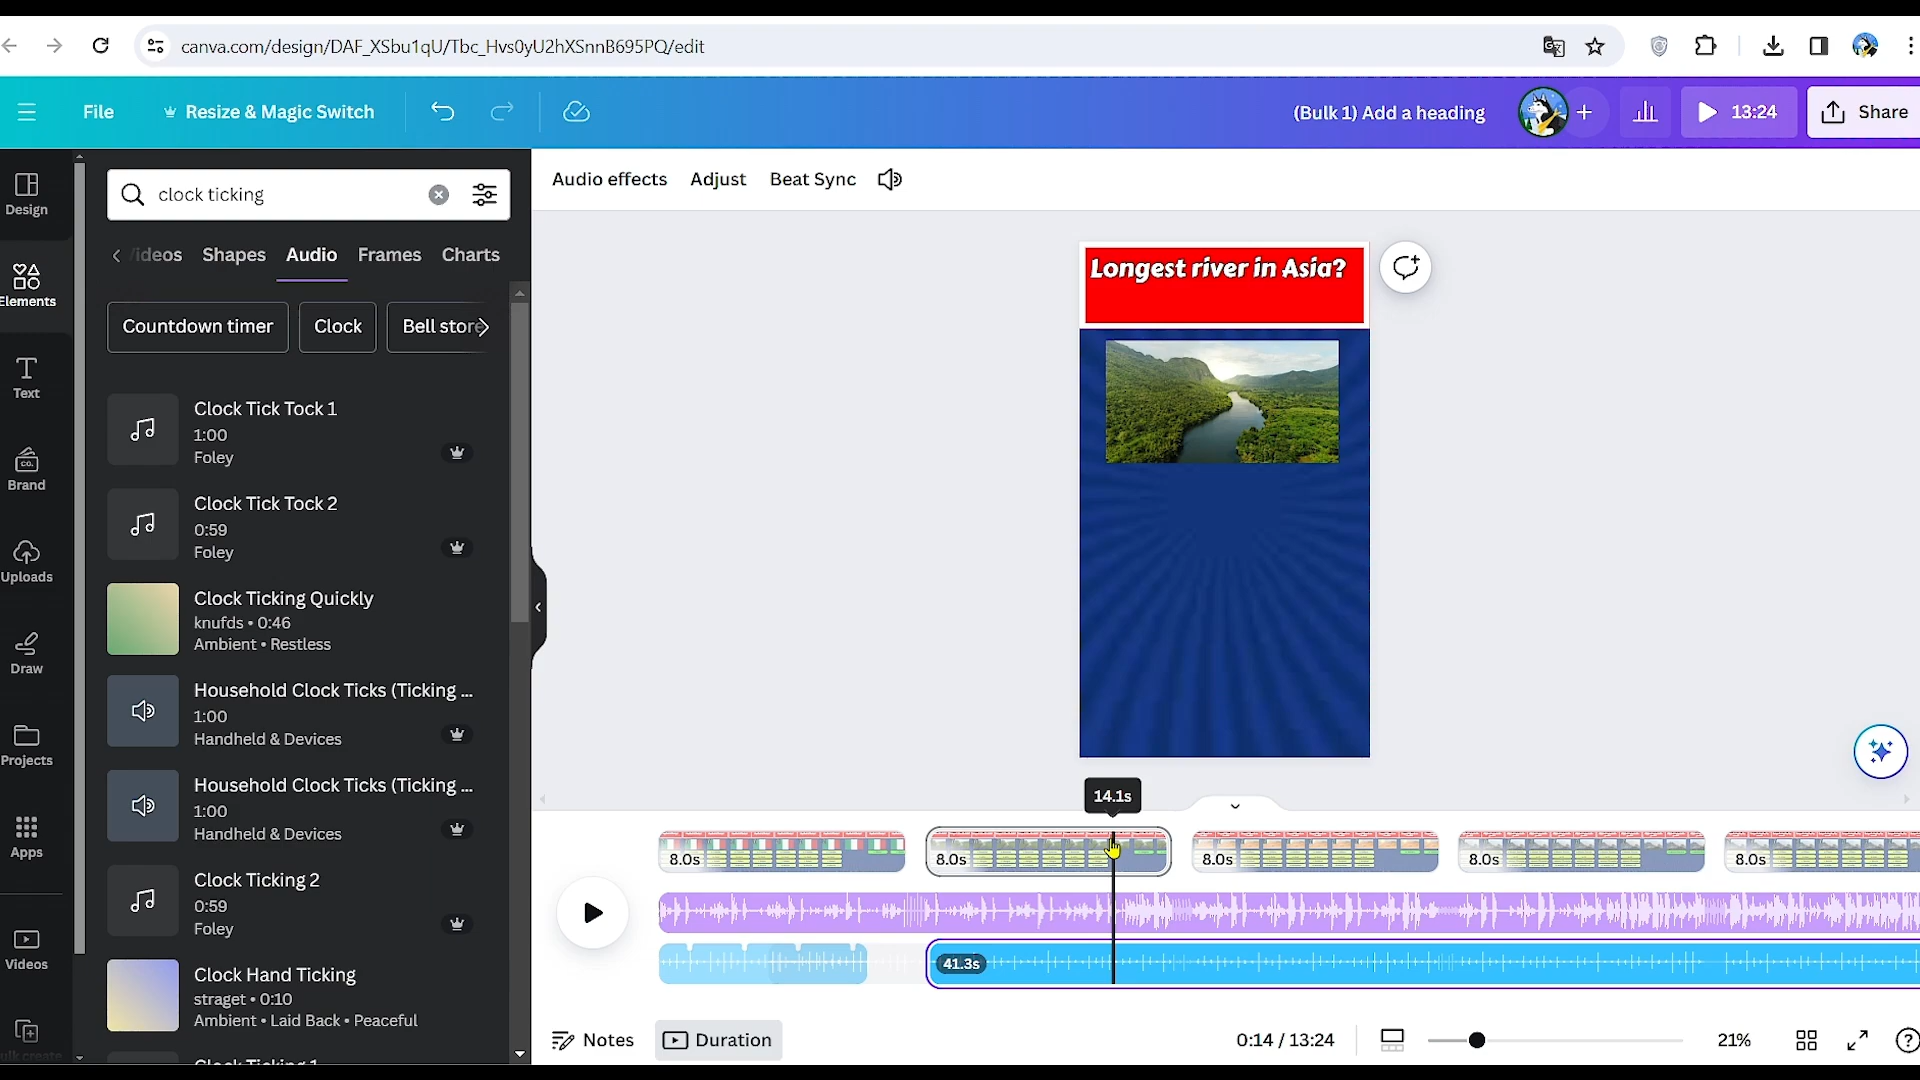 canva.com/design/DAF_XSbu1qU/Tbc_Hvs0yU2hXSnnB695PQ/edit
File
Resize & Magic Switch
(Bulk 1) Add a heading
13:24
Share
Design
Elements
Text
Brand
Uploads
Draw
Projects
Apps
Videos
clock ticking
Shapes
Audio
Frames
Charts
Countdown timer
Clock
Bell store
Clock Tick Tock 1
1:00
Foley
Clock Tick Tock 2
0:59
Foley
Clock Ticking Quickly
knufds • 0:46
Ambient • Restless
Household Clock Ticks (Ticking ...
1:00
Handheld & Devices
Household Clock Ticks (Ticking ...
1:00
Handheld & Devices
Clock Ticking 2
0:59
Foley
Clock Hand Ticking
straget • 0:10
Ambient • Laid Back • Peaceful
Audio effects
Adjust
Beat Sync
Longest river in Asia?
14.1s
8.0s
8.0s
8.0s
8.0s
8.0s
41.3s
Notes
Duration
0:14 / 13:24
21%